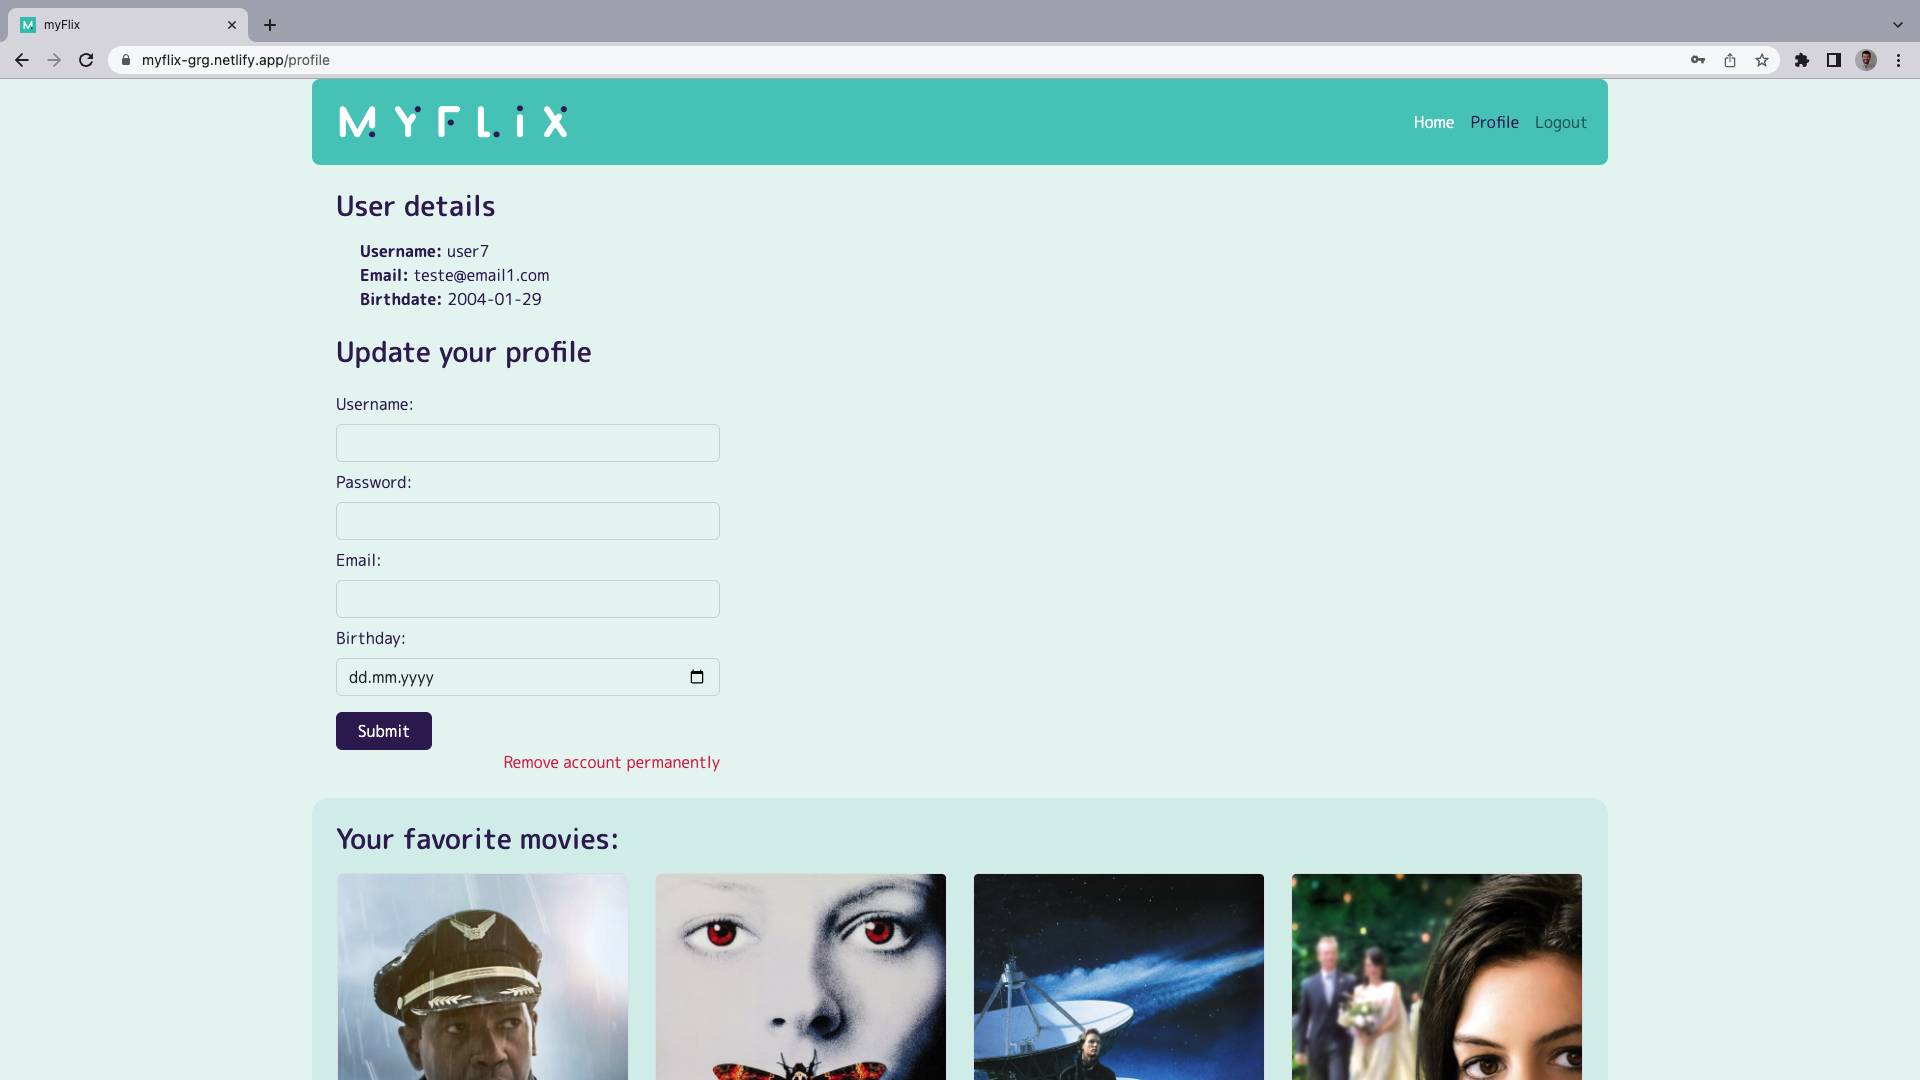 myFlix
myflix-grg.netlify.app/profile
MYFLiX
Home Profile Logout
User details
Username: user7
Email: teste@email1.com
Birthdate: 2004-01-29
Update your profile
Username:
Password:
Email:
Birthday:
dd.mm.yyyy
Submit
Remove account permanently
Your favorite movies: